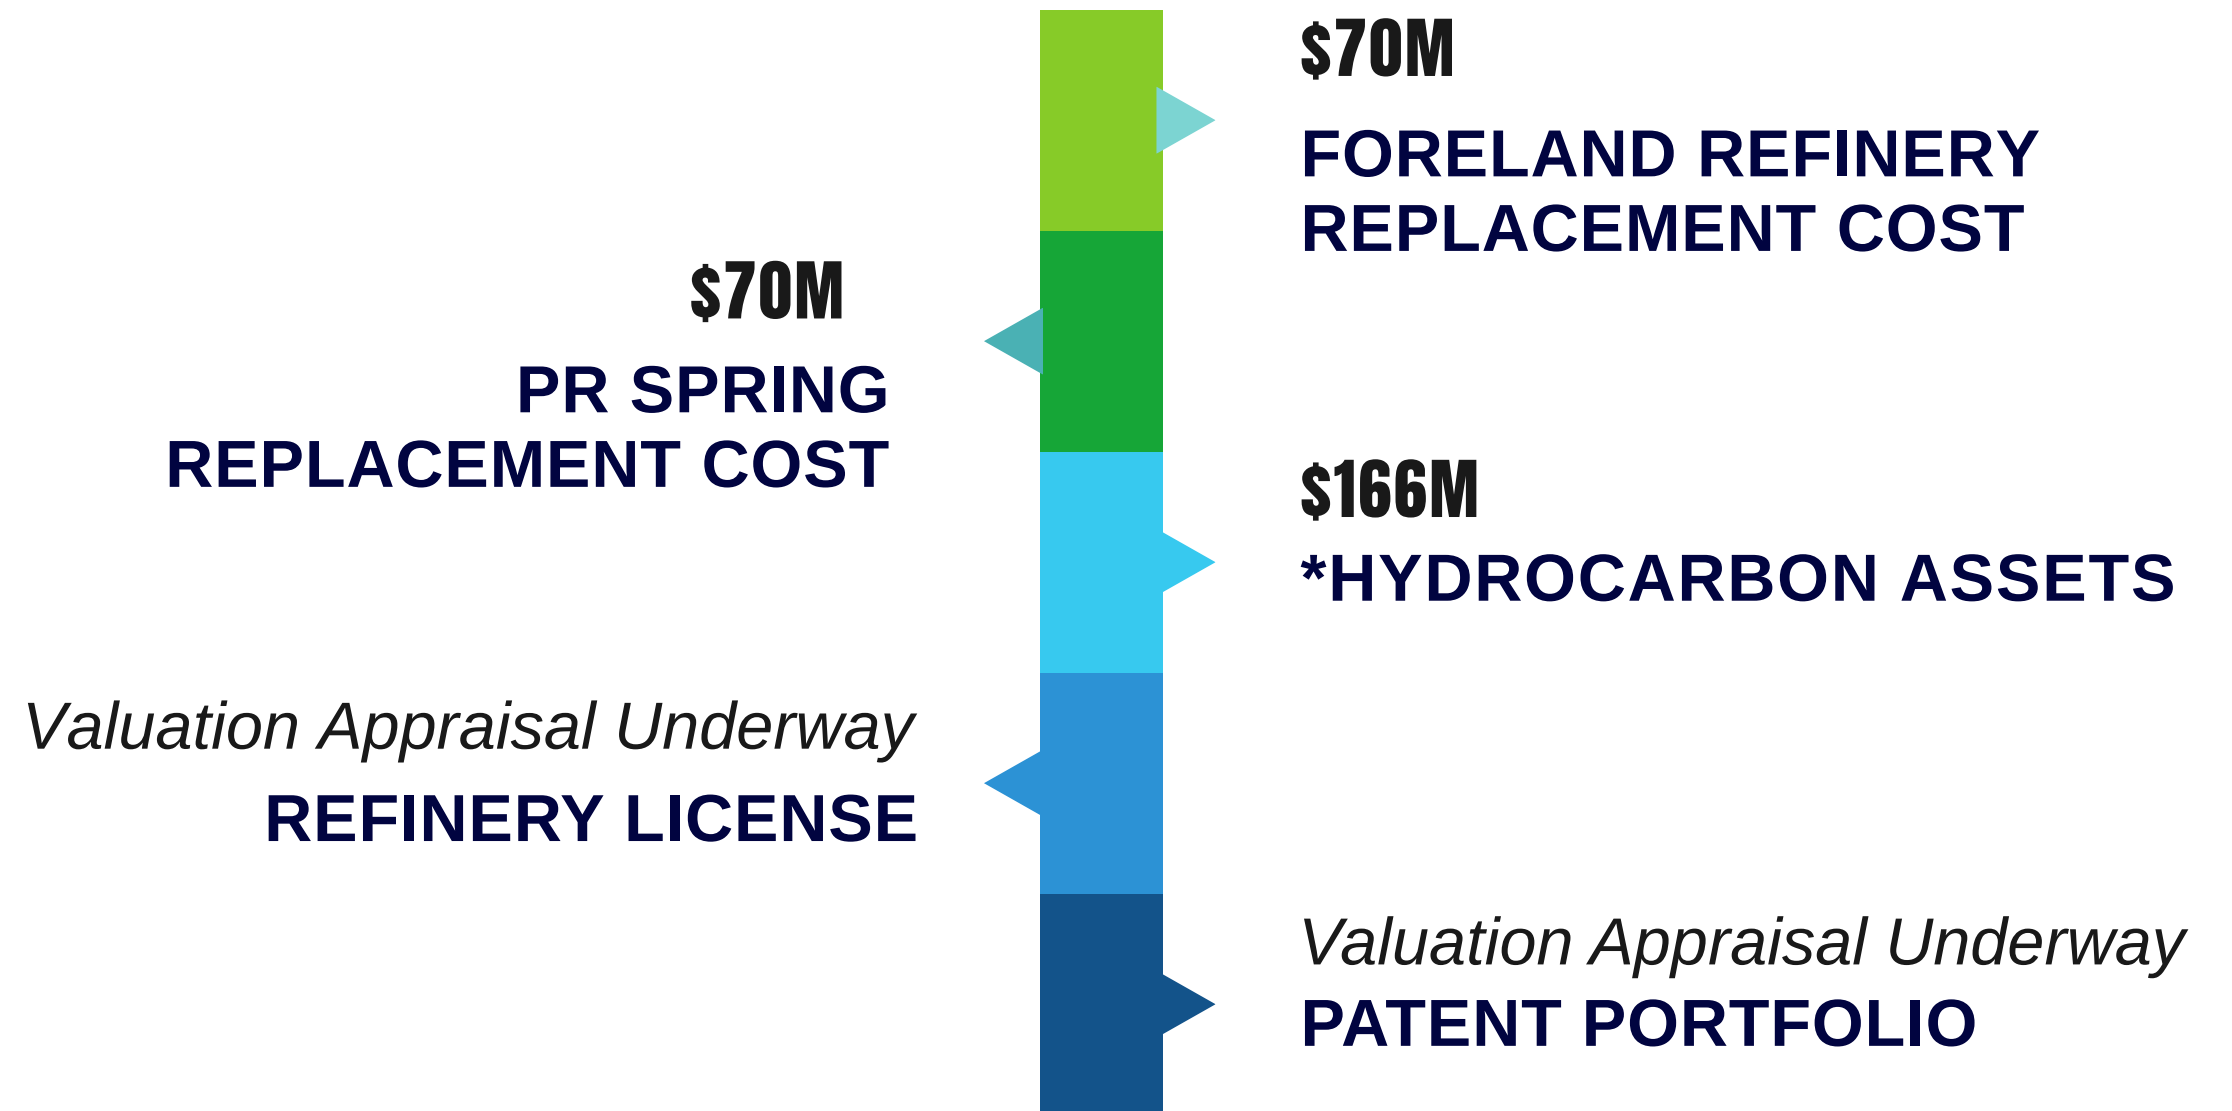 $70M
FORELAND REFINERY
REPLACEMENT COST
$70M
PR SPRING
REPLACEMENT COST
$166M
*HYDROCARBON ASSETS
Valuation Appraisal Underway
REFINERY LICENSE
Valuation Appraisal Underway
PATENT PORTFOLIO